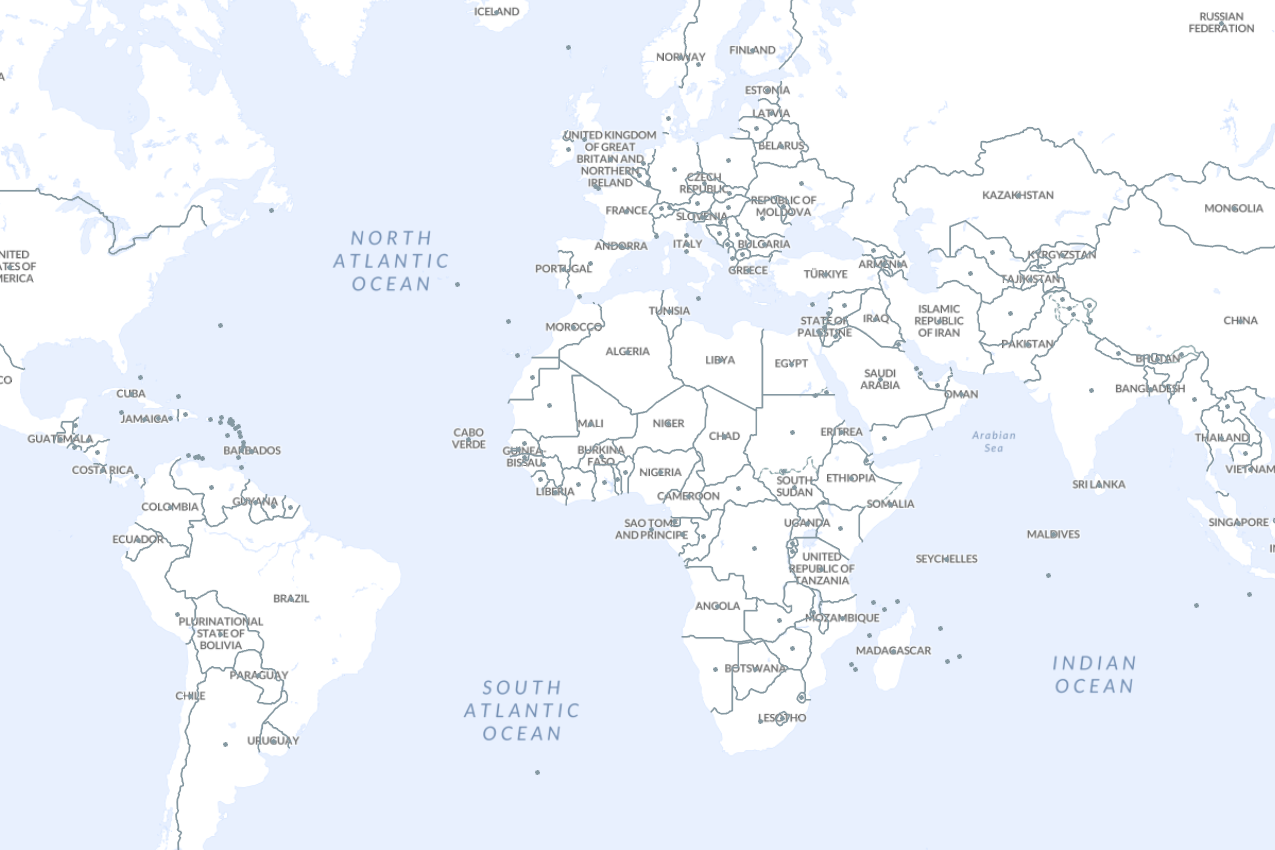 ICELAND
RUSSIAN
FEDERATION
NORWAY
FINLAND
ESTONIA
LATVIA
UNITED KINGDOM
OF GREAT
BRITAIN AND
NORTHERN
IRELAND
BELARUS
CZECH
REPUBLIC
KAZAKHSTAN
REPUBLIC OF
MOLDOVA
MONGOLIA
FRANCE
SLOVENIA
NORTH
ATLANTIC
OCEAN
ANDORRA
ITALY
BULGARIA
NITED
TES OF
ERICA
KYRGYZSTAN
ARMENIA
PORTUGAL
GREECE
TÜRKIYE
TAJIKISTAN
TUNISIA
ISLAMIC
REPUBLIC
OF IRAN
MOROCCO
STATE OF
PALESTINE
IRAQ
CHINA
PAKISTAN
ALGERIA
LIBYA
EGYPT
BHUTAN
SAUDI
ARABIA
CO
CUBA
OMAN
BANGLADESH
JAMAICA
MALI
NIGER
CABO
VERDE
CHAD
ERITREA
Arabian
Sea
GUATEMALA
BARBADOS
GUINEA
BISSAU
BURKINA
FASO
THAILAND
COSTA RICA
NIGERIA
ETHIOPIA
VIETNAM
SOUTH
SUDAN
SRI LANKA
LIBERIA
CAMEROON
COLOMBIA
GUYANA
SOMALIA
SAO TOME
AND PRINCIPE
UGANDA
SINGAPORE
ECUADOR
MALDIVES
IN
SEYCHELLES
UNITED
REPUBLIC OF
TANZANIA
BRAZIL
ANGOLA
MOZAMBIQUE
PLURINATIONAL
STATE OF
BOLIVIA
MADAGASCAR
INDIAN
OCEAN
BOTSWANA
PARAGUAY
CHILE
SOUTH
ATLANTIC
OCEAN
LESOTHO
URUGUAY